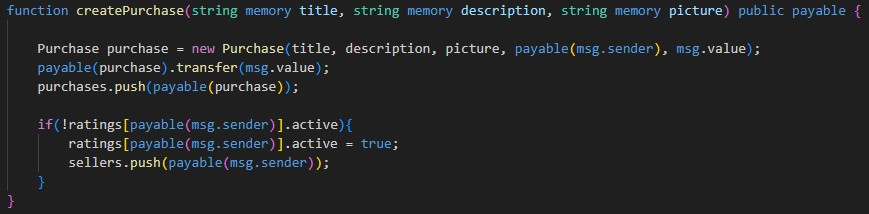 function createPurchase(string memory title, string memory description, string memory picture) public payable {
Purchase purchase = new Purchase(title, description, picture, payable(msg.sender), msg.value);
payable(purchase).transfer(msg.value);
purchases.push(payable(purchase));
if(!ratings[payable(msg.sender)].active){
ratings[payable(msg.sender)].active = true;
sellers.push(payable(msg.sender));
}
}